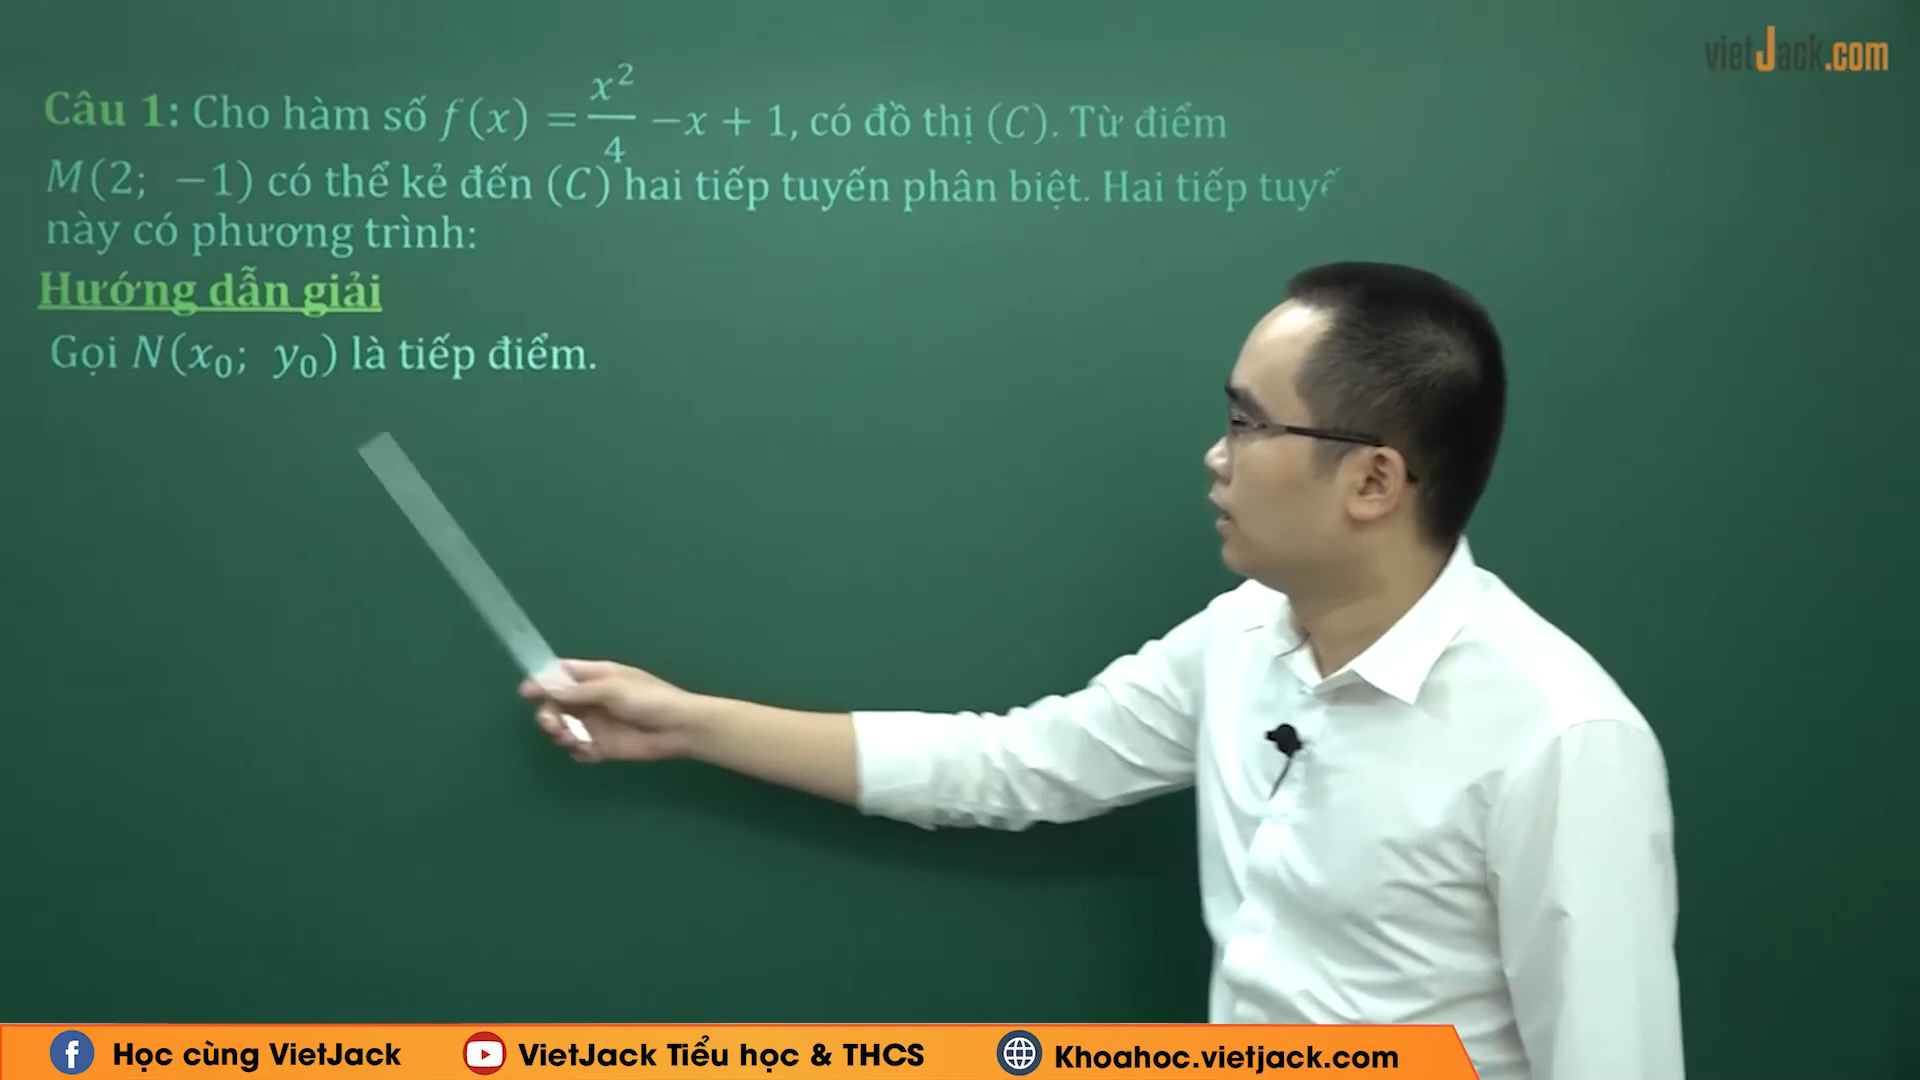 vietJack.com
Câu 1: Cho hàm số f(x) = x²/4 −x + 1, có đồ thị (C). Từ điểm
M(2; −1) có thể kẻ đến (C) hai tiếp tuyến phân biệt. Hai tiếp
này có phương trình:
Hướng dẫn giải
Gọi N(x₀; y₀) là tiếp điểm.
Học cùng VietJack
VietJack Tiểu học & THCS
Khoahoc.vietjack.com